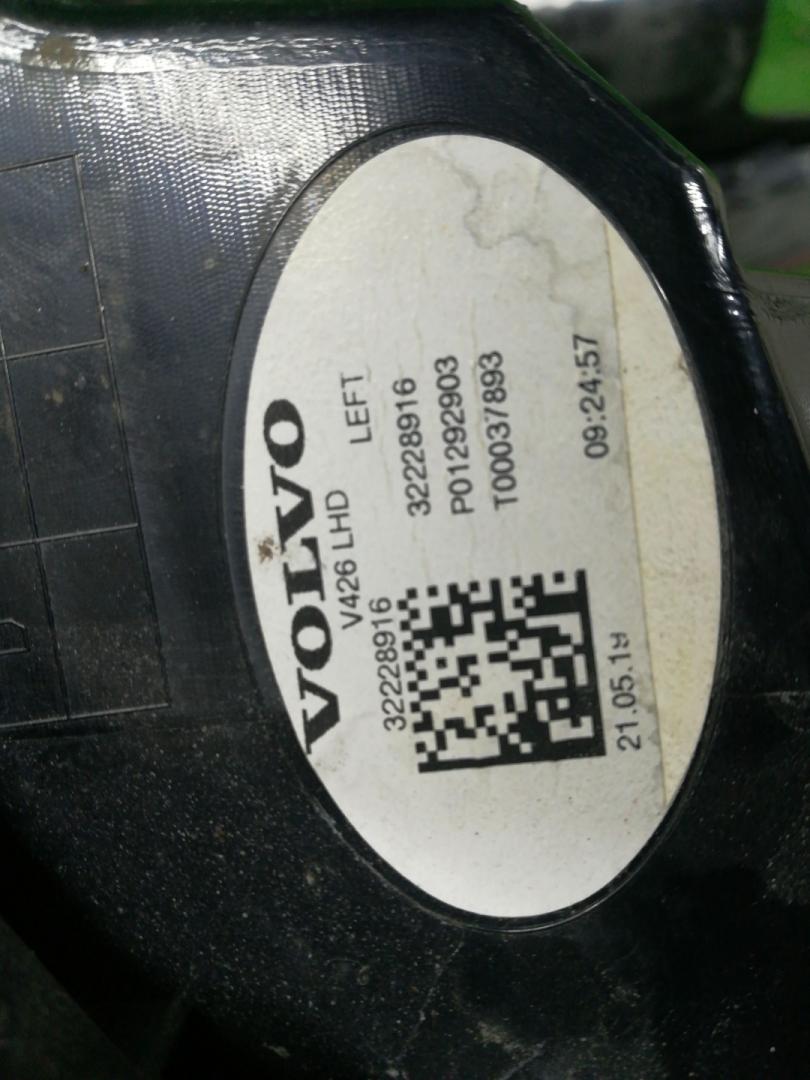 VOLVO
V426 LHD LEFT
32228916
32228916
P01292903
T00037893
21.05.19 09:24:57